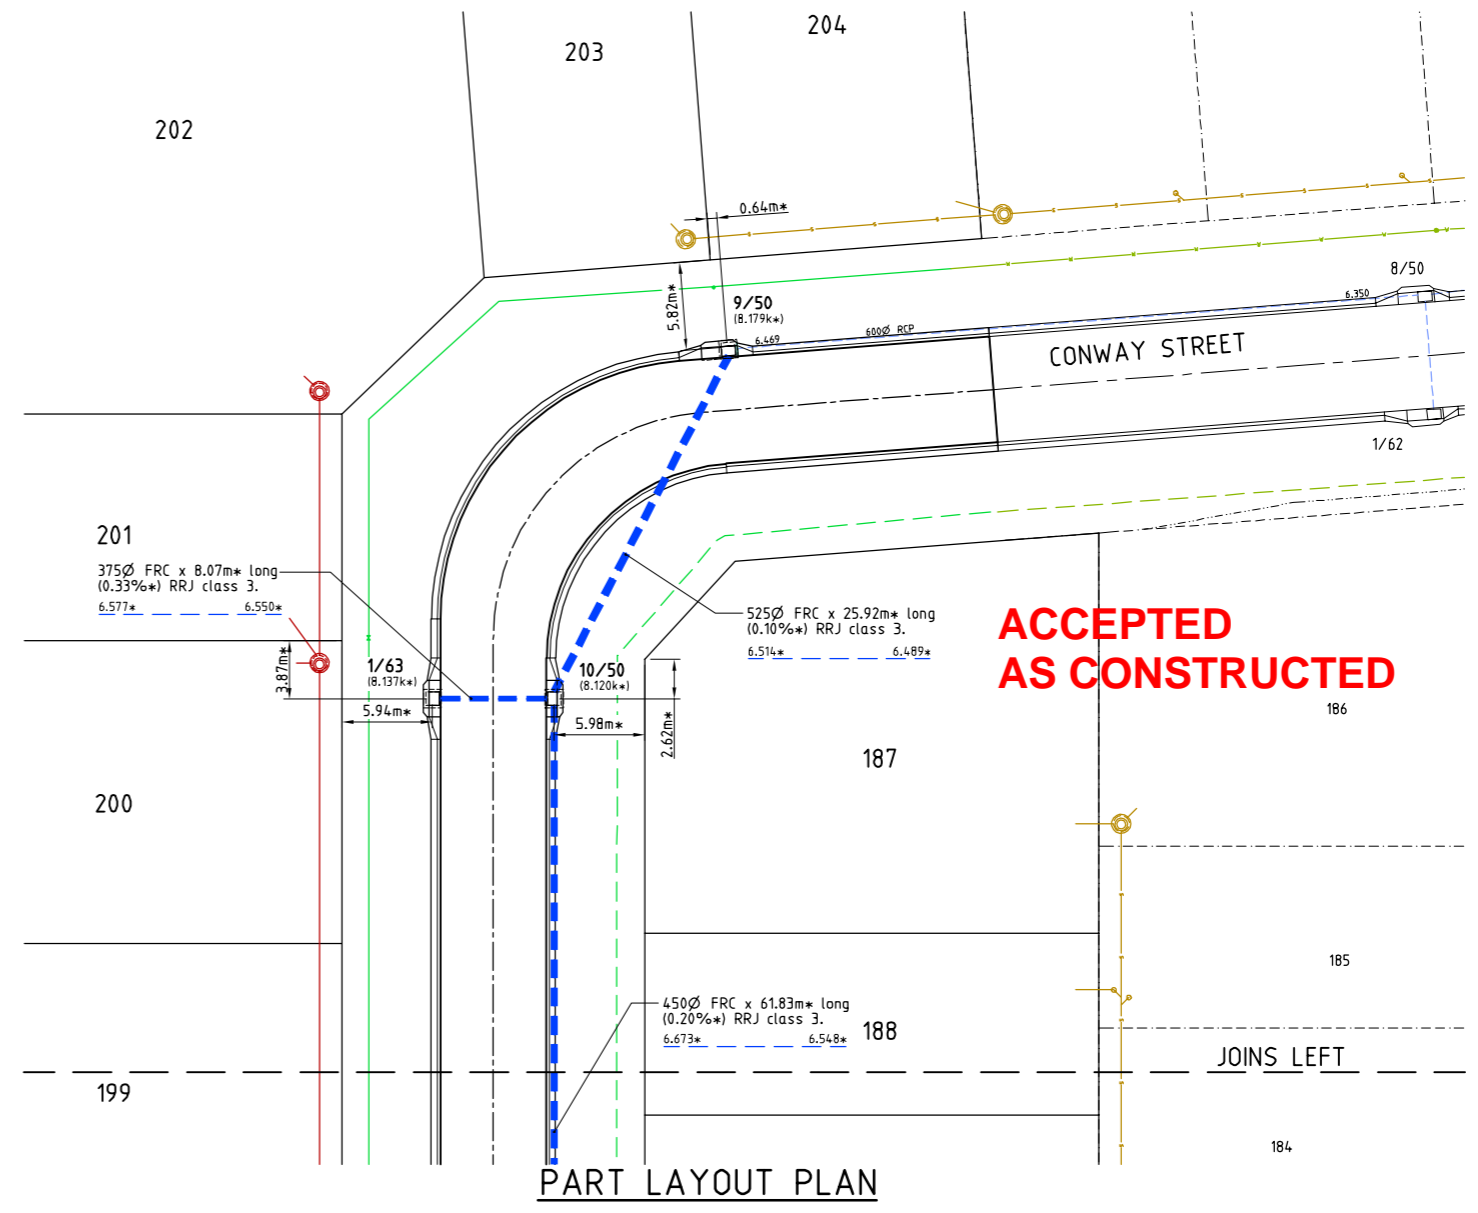 203
204
202
0.64m*
5.82m*
9/50
(8.179k*)
6.469
600Ø RCP
6.350
8/50
CONWAY STREET
1/62
201
375Ø FRC x 8.07m* long
(0.33%*) RRJ class 3.
6.577* 6.550*
525Ø FRC x 25.92m* long
(0.10%*) RRJ class 3.
6.514* 6.489*
ACCEPTED
AS CONSTRUCTED
3.87m*
1/63
(8.137k*)
5.94m*
10/50
(8.120k*)
5.98m*
2.62m*
186
187
200
185
450Ø FRC x 61.83m* long
(0.20%*) RRJ class 3.
6.673* 6.548*
188
JOINS LEFT
199
184
PART LAYOUT PLAN